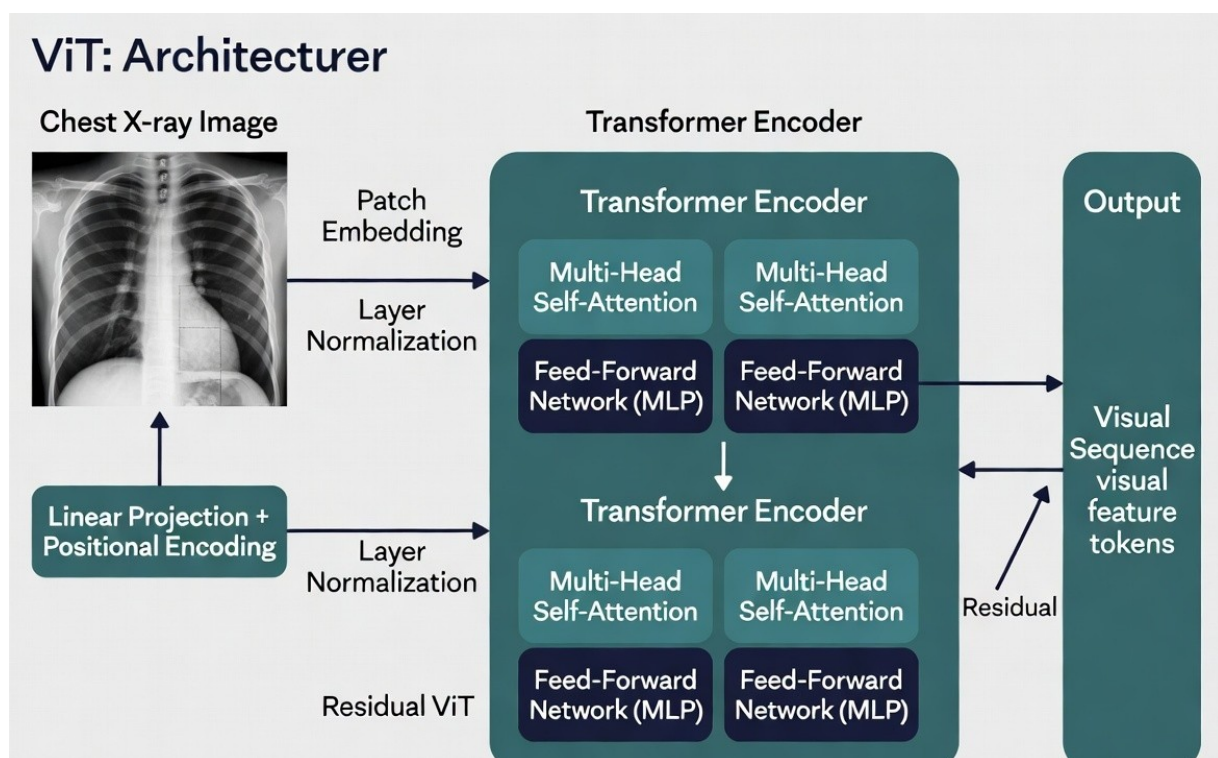 ViT: Architecturer
Chest X-ray Image
Patch
Embedding
Layer
Normalization
Linear Projection +
Positional Encoding
Layer
Normalization
Residual ViT
Transformer Encoder
Transformer Encoder
Multi-Head
Self-Attention
Multi-Head
Self-Attention
Feed-Forward
Network (MLP)
Feed-Forward
Network (MLP)
Transformer Encoder
Multi-Head
Self-Attention
Multi-Head
Self-Attention
Feed-Forward
Network (MLP)
Feed-Forward
Network (MLP)
Residual
Output
Visual
Sequence
visual
feature
tokens